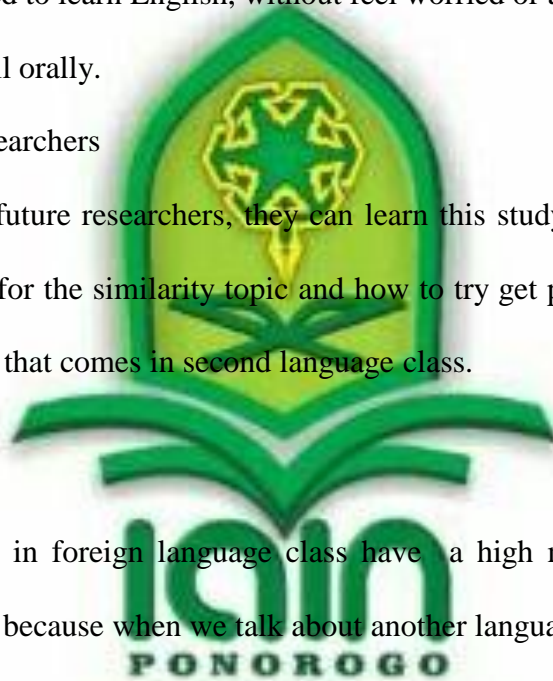 to learn English, without feel worried or
orally.
earchers
future researchers, they can learn this study
for the similarity topic and how to try get
that comes in second language class.
in foreign language class have a high
iain
because when we talk about another
PONOROGO